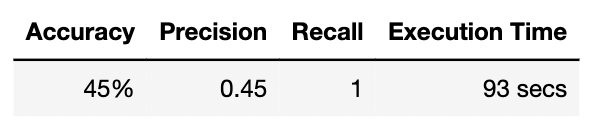 Accuracy Precision Recall Execution Time
45% 0.45 1 93 secs